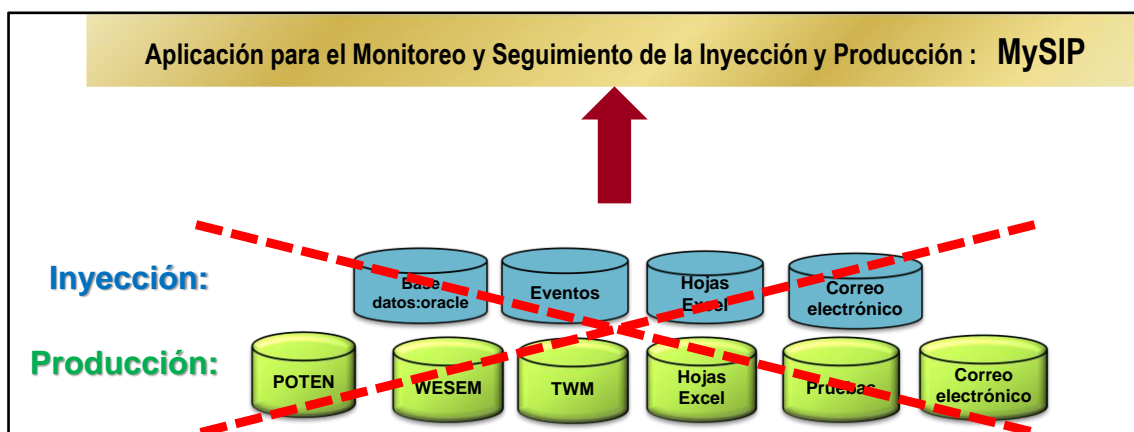 Aplicación para el Monitoreo y Seguimiento de la Inyección y Producción : MySIP
Inyección:
Base
datos:oracle
Eventos
Hojas
Excel
Correo
electrónico
Producción:
POTEN
WESEM
TWM
Hojas
Excel
Pruebas
Correo
electrónico